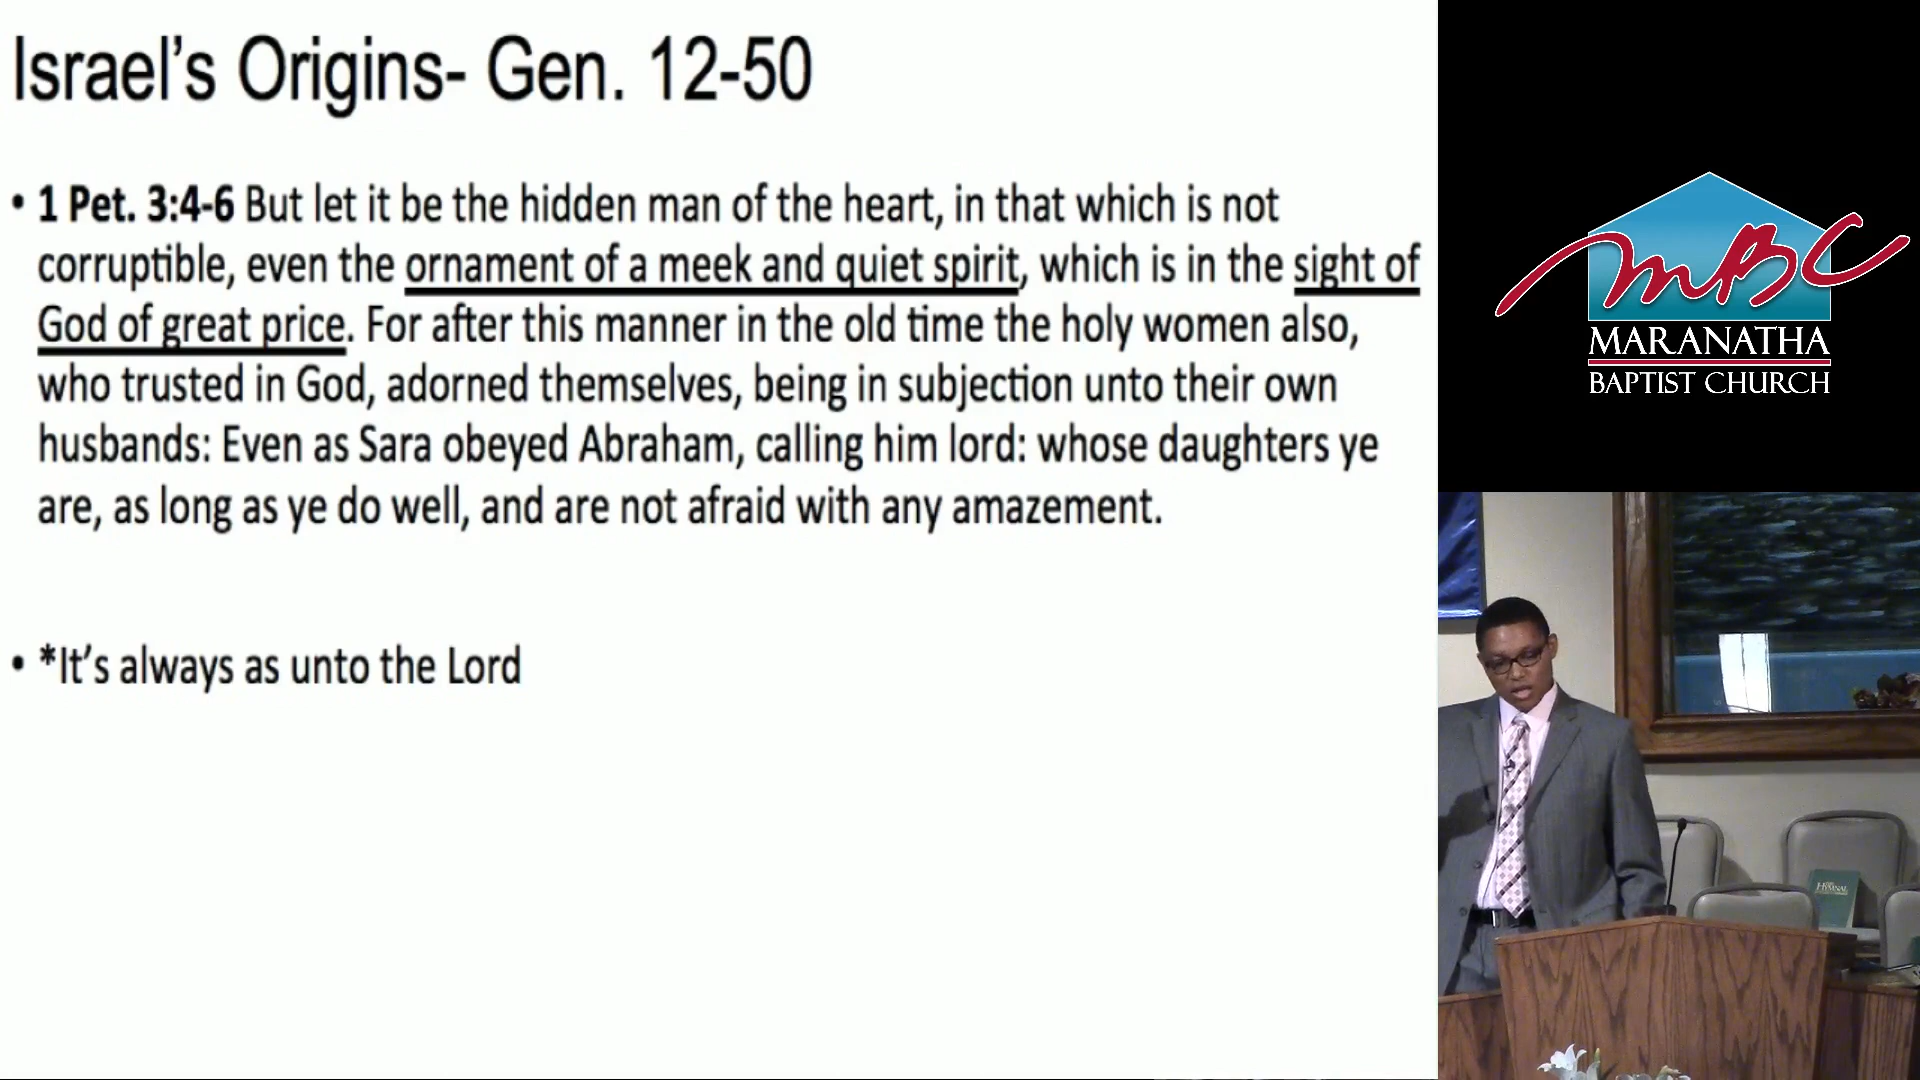 Israel's Origins- Gen. 12-50
• 1 Pet. 3:4-6 But let it be the hidden man of the heart, in that which is not
corruptible, even the ornament of a meek and quiet spirit, which is in the sight of
God of great price. For after this manner in the old time the holy women also,
who trusted in God, adorned themselves, being in subjection unto their own
husbands: Even as Sara obeyed Abraham, calling him lord: whose daughters ye
are, as long as ye do well, and are not afraid with any amazement.
• *It's always as unto the Lord
mBC
MARANATHA
BAPTIST CHURCH
HYMNAL